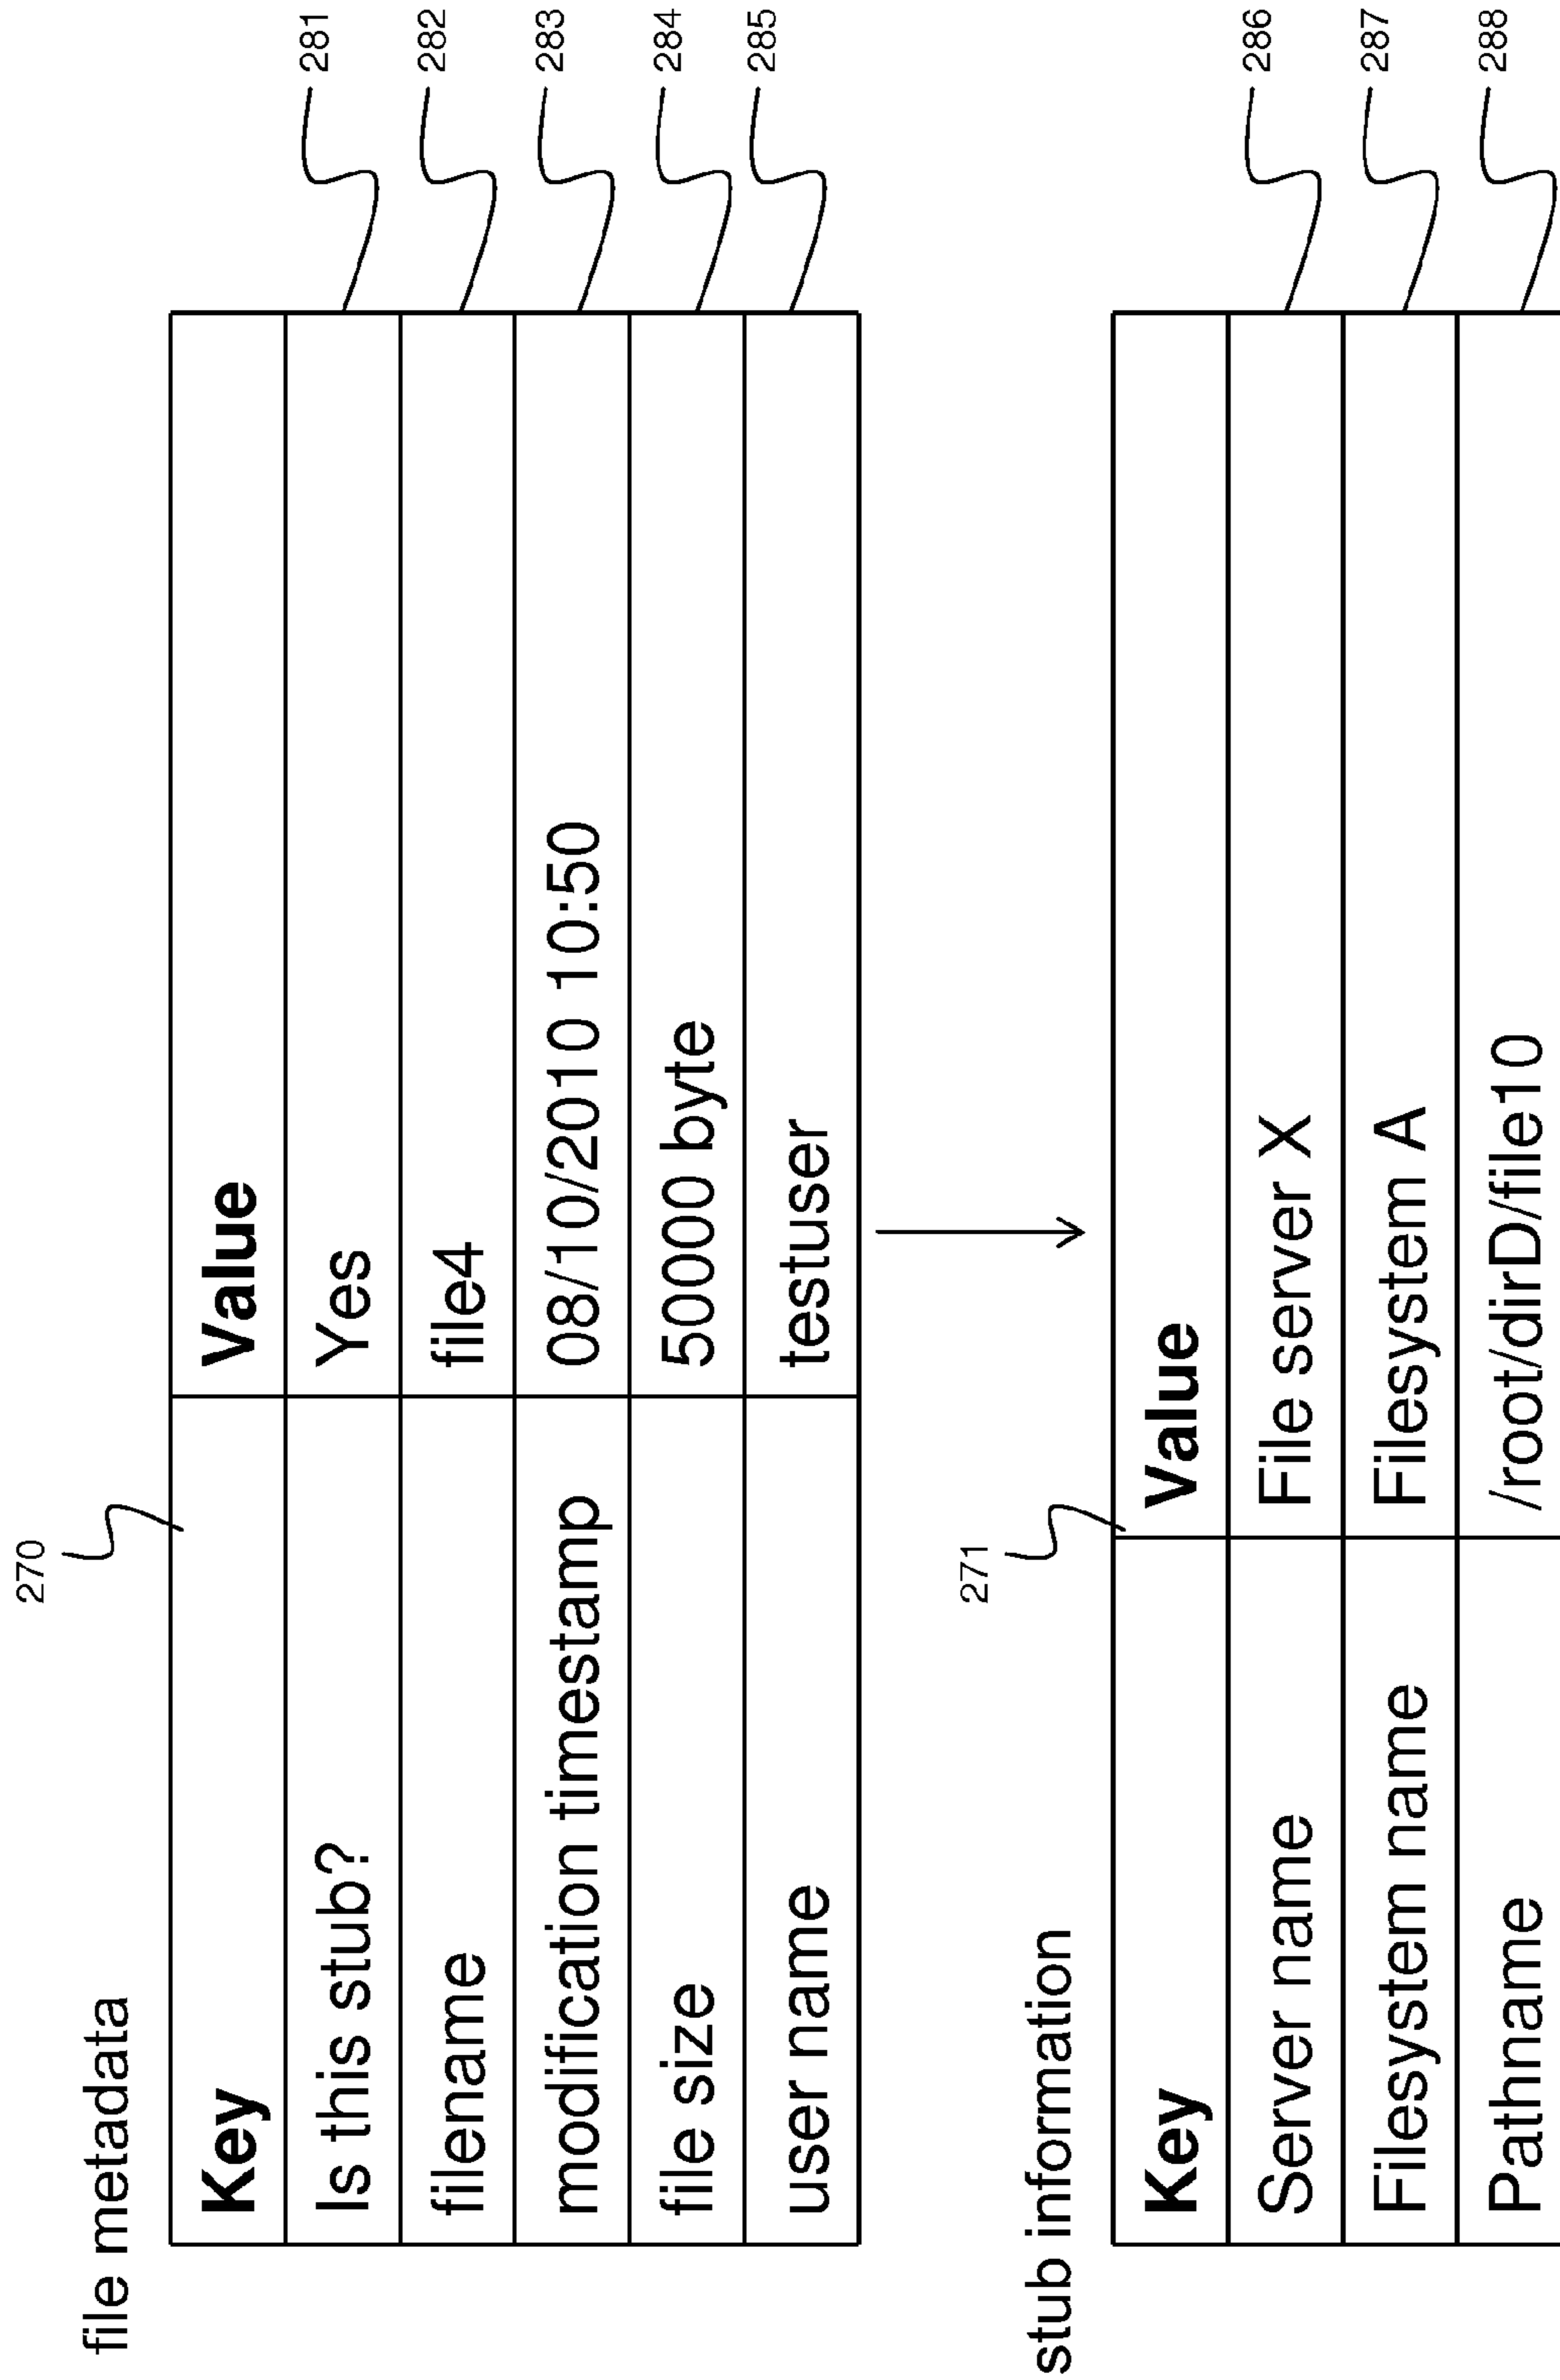 270
file metadata
Key Value
Is this stub? Yes 281
filename file4 282
modification timestamp 08/10/2010 10:50 283
file size 50000 byte 284
user name testuser 285
271
stub information
Key Value
Server name File server X 286
Filesystem name Filesystem A 287
Pathname /root/dirD/file10 288